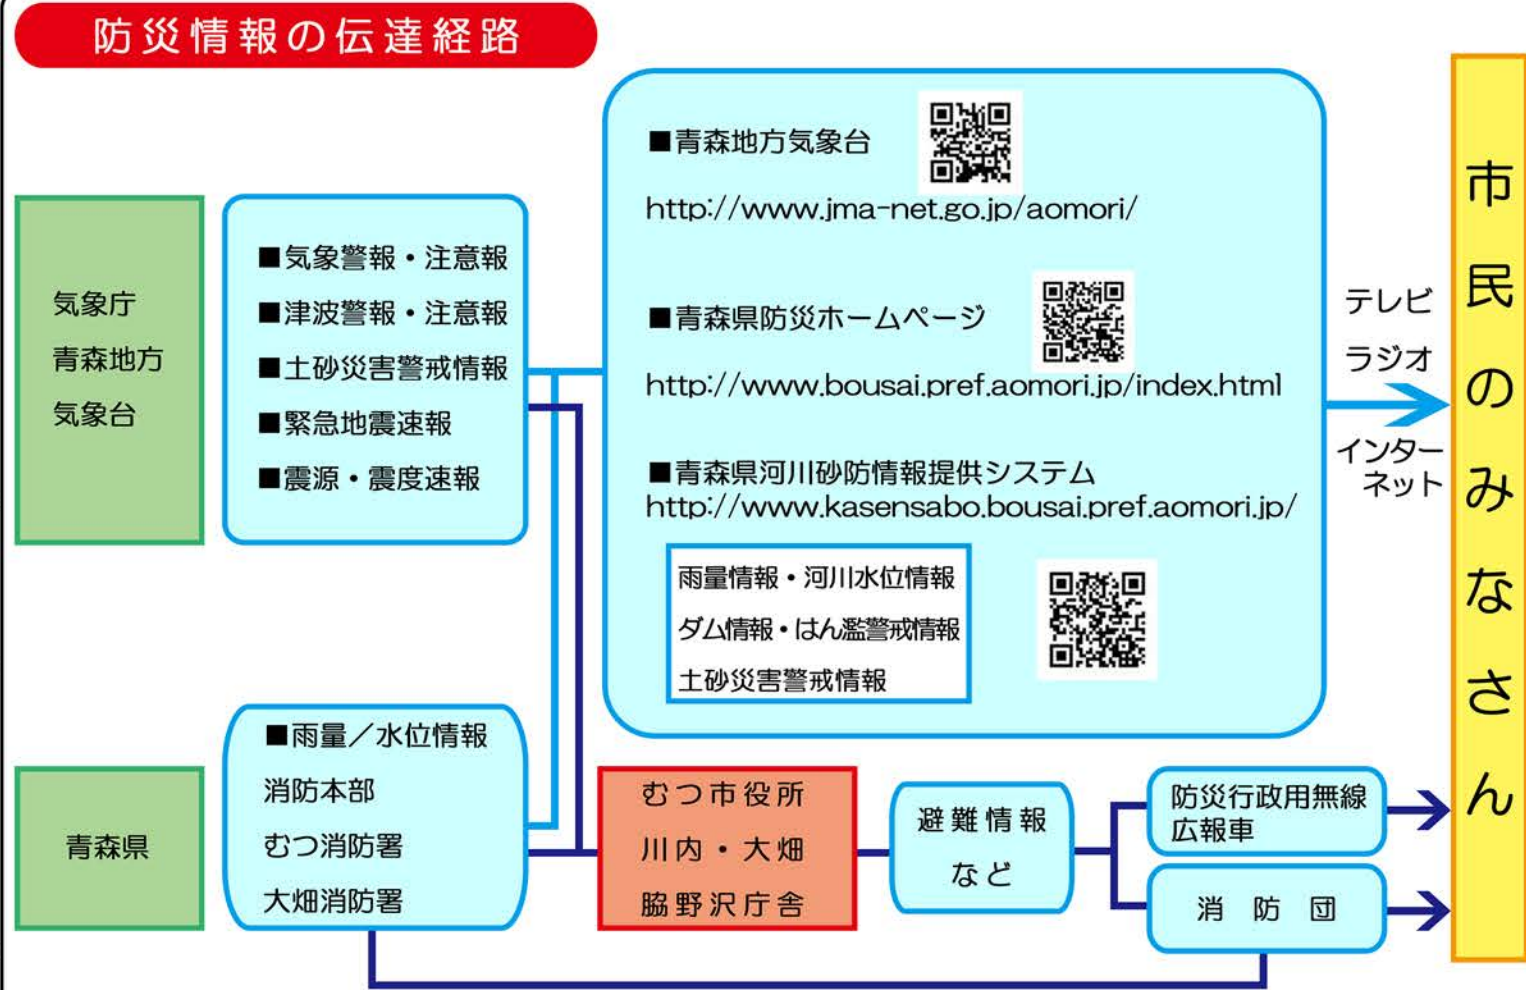 防災情報の伝達経路
気象庁
青森地方
気象台
■気象警報・注意報
■津波警報・注意報
■土砂災害警戒情報
■緊急地震速報
■震源・震度速報
■青森地方気象台
http://www.jma-net.go.jp/aomori/
■青森県防災ホームページ
http://www.bousai.pref.aomori.jp/index.html
■青森県河川砂防情報提供システム
http://www.kasensabo.bousai.pref.aomori.jp/
雨量情報・河川水位情報
ダム情報・はん濫警戒情報
土砂災害警戒情報
テレビ
ラジオ
インター
ネット
市民のみなさん
青森県
■雨量／水位情報
消防本部
むつ消防署
大畑消防署
むつ市役所
川内・大畑
脇野沢庁舎
避難情報
など
防災行政用無線
広報車
消防団